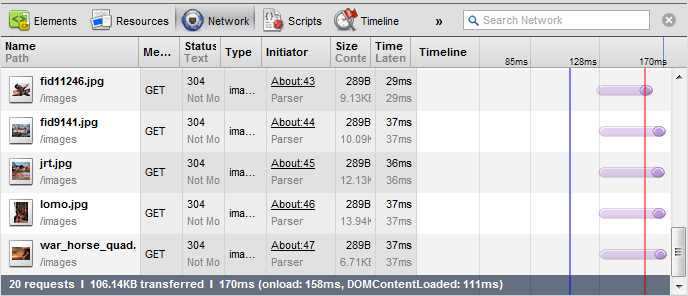 Elements Resources Network Scripts Timeline » Search Network
Name Me... Status Type Initiator Size Time Timeline
Path Text Conte Laten 85ms 128ms 170ms
fid11246.jpg 304 About:43 289B 29ms
/images GET Not Mo ima... Parser 9.13KE 29ms
fid9141.jpg 304 About:44 289B 37ms
/images GET Not Mo ima... Parser 10.09K 37ms
jrt.jpg 304 About:45 289B 36ms
/images GET Not Mo ima... Parser 12.13K 36ms
lomo.jpg 304 About:46 289B 37ms
/images GET Not Mo ima... Parser 13.94K 37ms
war_horse_quad. 304 About:47 289B 37ms
/images GET Not Mo ima... Parser 6.71KE 37ms
20 requests I 106.14KB transferred I 170ms (onload: 158ms, DOMContentLoaded: 111ms)